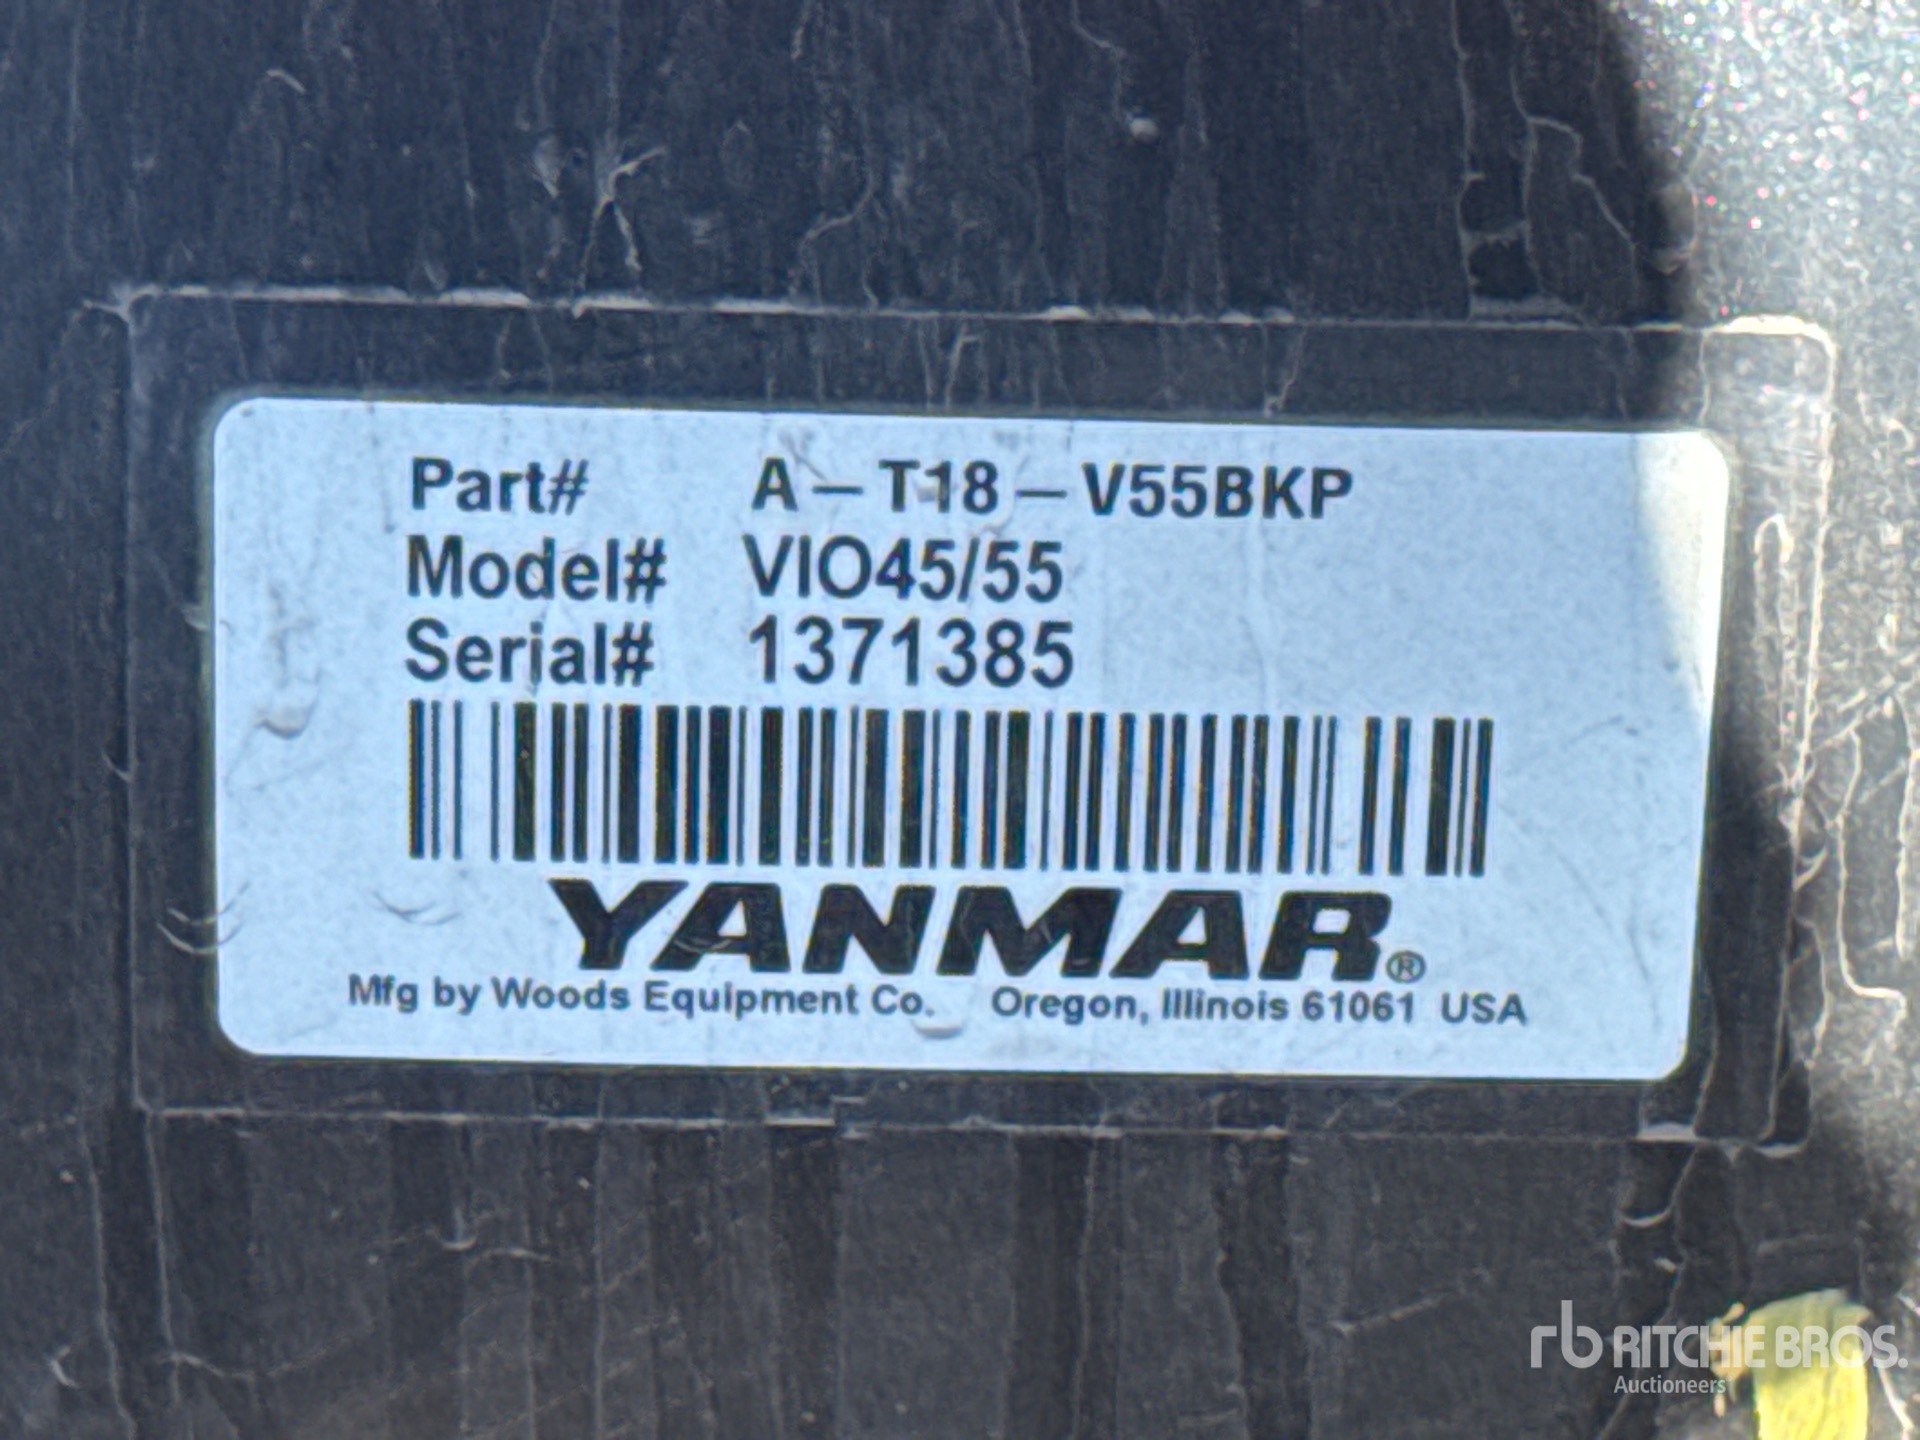 Part# A-T18-V55BKP
Model# VIO45/55
Serial# 1371385
YANMAR®
Mfg by Woods Equipment Co. Oregon, Illinois 61061 USA
rb RITCHIE BROS.
Auctioneers